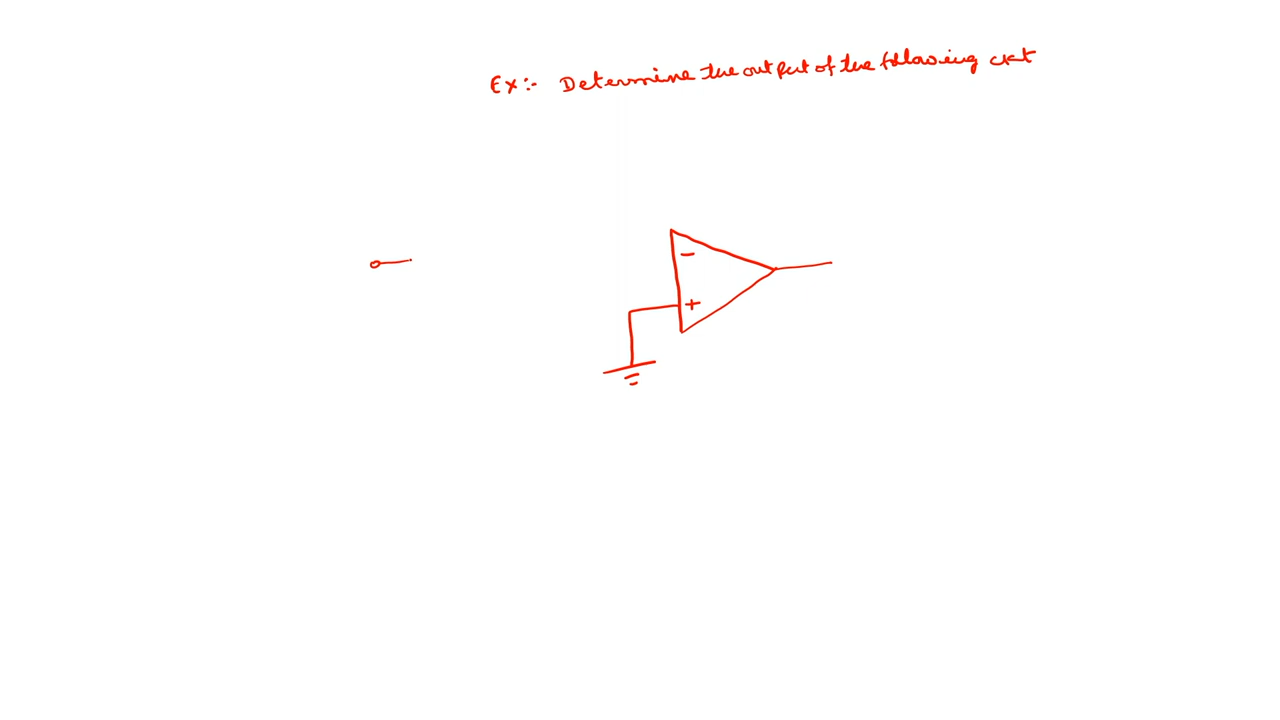 Ex:- Determine the output of the following ckt
-
+